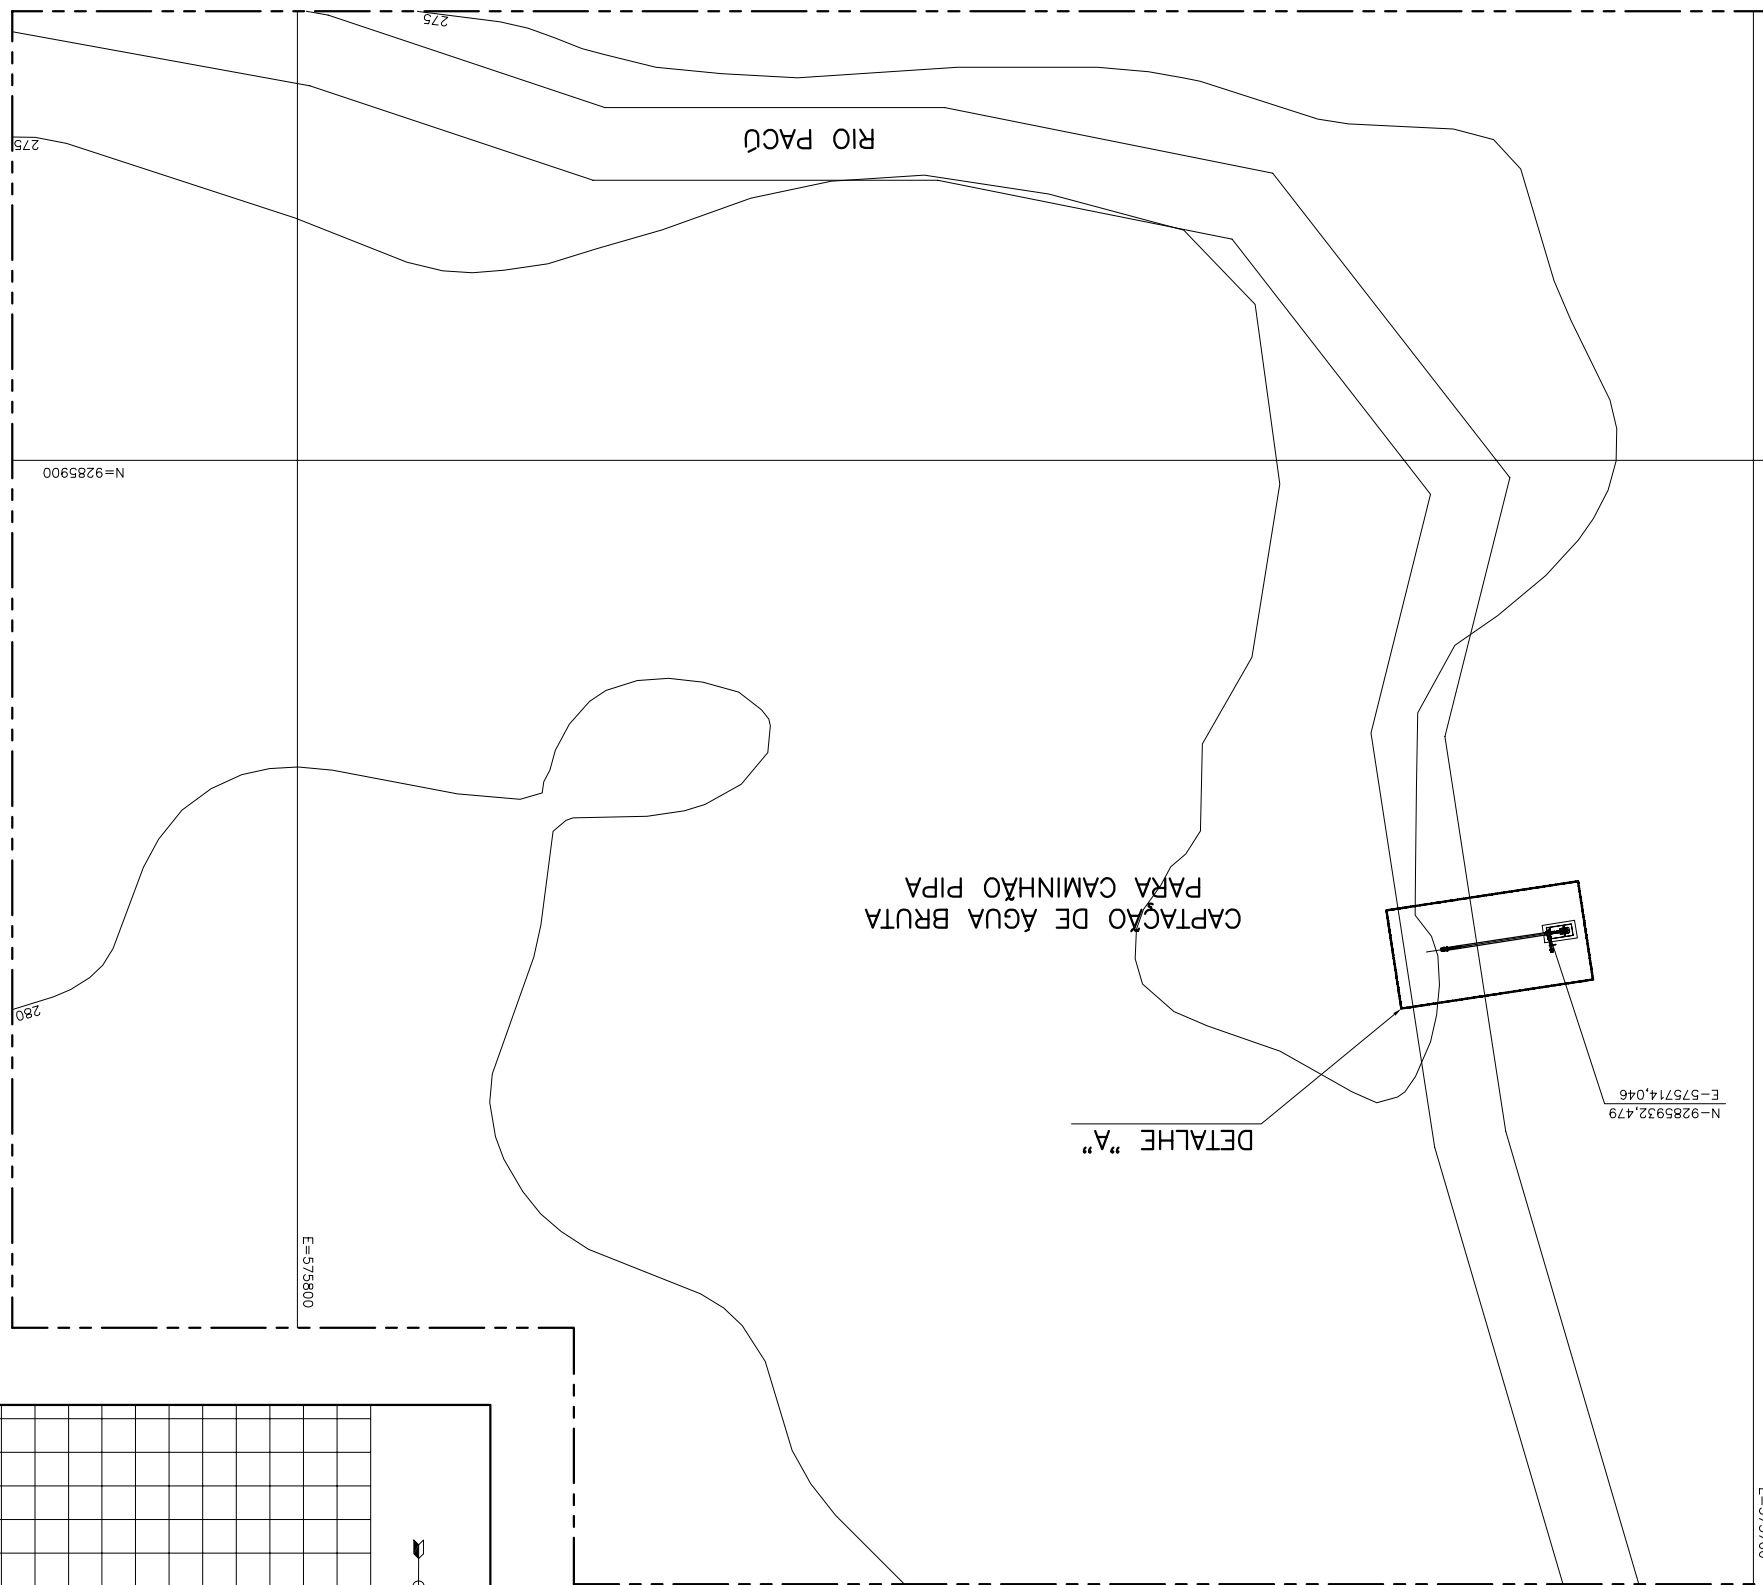 275
275
RIO PACÚ
N=9285900
CAPTAÇÃO DE ÁGUA BRUTA
PARA CAMINHÃO PIPA
280
N-9285932,479
E-575714,046
DETALHE "A"
E=575800